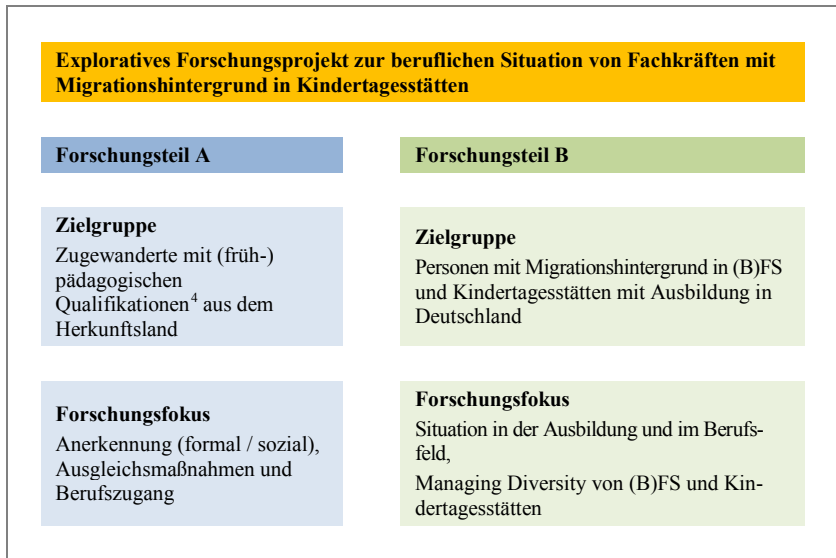 Exploratives Forschungsprojekt zur beruflichen Situation von Fachkräften mit
Migrationshintergrund in Kindertagesstätten
Forschungsteil A
Zielgruppe
Zugewanderte mit (früh-)
pädagogischen
Qualifikationen⁴ aus dem
Herkunftsland
Forschungsfokus
Anerkennung (formal / sozial),
Ausgleichsmaßnahmen und
Berufszugang
Forschungsteil B
Zielgruppe
Personen mit Migrationshintergrund in (B)FS
und Kindertagesstätten mit Ausbildung in
Deutschland
Forschungsfokus
Situation in der Ausbildung und im Berufs-
feld,
Managing Diversity von (B)FS und Kin-
dertagesstätten